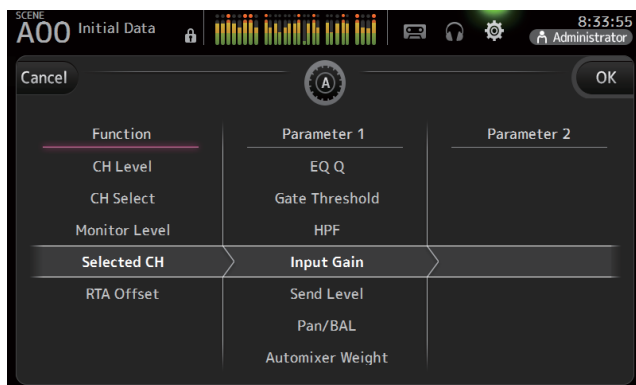 SCENE
A00 Initial Data
8:33:55
Administrator
Cancel
A
OK
Function
Parameter 1
Parameter 2
CH Level
EQ Q
CH Select
Gate Threshold
Monitor Level
HPF
Selected CH
Input Gain
RTA Offset
Send Level
Pan/BAL
Automixer Weight